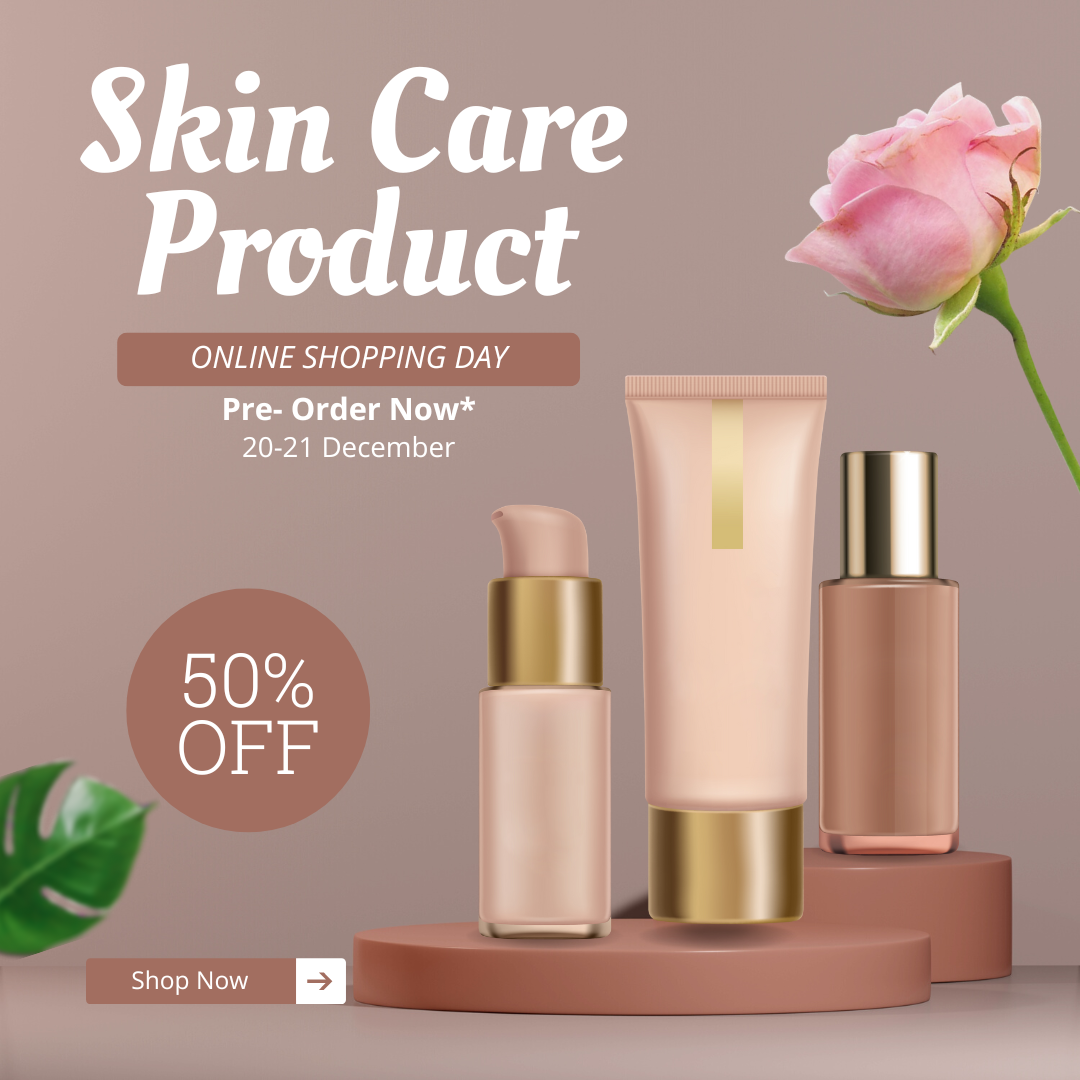 Skin Care
Product
ONLINE SHOPPING DAY
Pre- Order Now*
20-21 December
50%
OFF
Shop Now